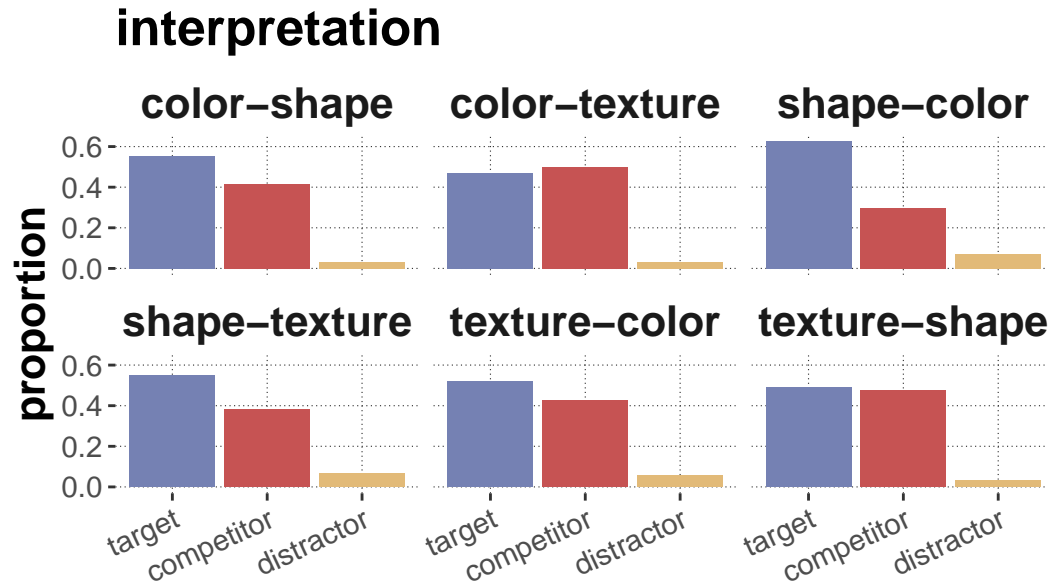 interpretation
color−shape
color−texture
shape−color
0.6
0.4
0.2
0.0
proportion
shape−texture
texture−color
texture−shape
0.6
0.4
0.2
0.0
target
competitor
distractor
target
competitor
distractor
target
competitor
distractor